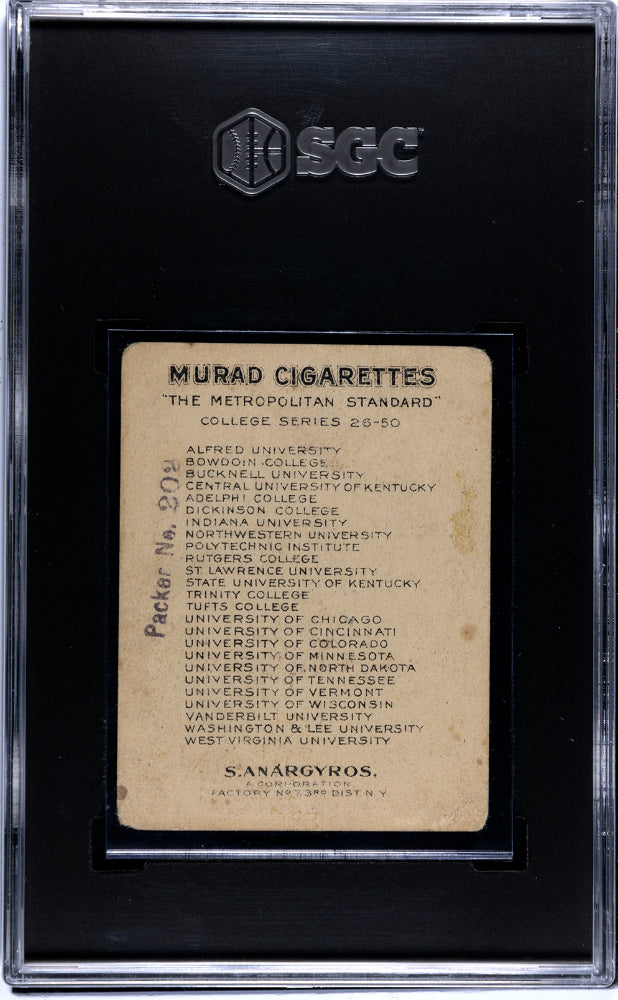 SGC
MURAD CIGARETTES
"THE METROPOLITAN STANDARD"
COLLEGE SERIES 26-50
ALFRED UNIVERSITY
BOWDOIN COLLEGE
BUCKNELL UNIVERSITY
CENTRAL UNIVERSITY OF KENTUCKY
ADELPHI COLLEGE
DICKINSON COLLEGE
INDIANA UNIVERSITY
NORTHWESTERN UNIVERSITY
POLYTECHNIC INSTITUTE
RUTGERS COLLEGE
ST. LAWRENCE UNIVERSITY
STATE UNIVERSITY OF KENTUCKY
TRINITY COLLEGE
TUFTS COLLEGE
UNIVERSITY OF CHICAGO
UNIVERSITY OF CINCINNATI
UNIVERSITY OF COLORADO
UNIVERSITY OF MINNESOTA
UNIVERSITY OF NORTH DAKOTA
UNIVERSITY OF TENNESSEE
UNIVERSITY OF VERMONT
UNIVERSITY OF WISCONSIN
VANDERBILT UNIVERSITY
WASHINGTON & LEE UNIVERSITY
WEST VIRGINIA UNIVERSITY
S. ANARGYROS.
A CORPORATION
FACTORY No 7. 3RD DIST. N.Y
Packer No.